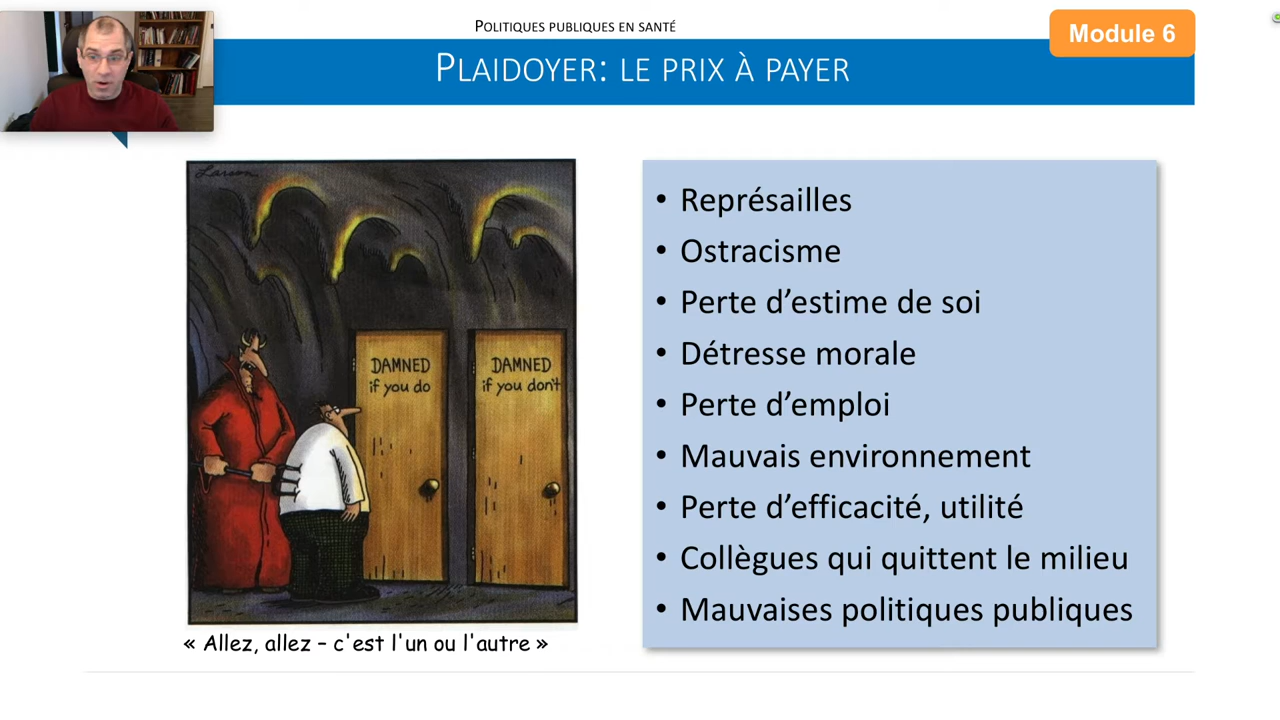 Politiques publiques en santé
Module 6
Plaidoyer: le prix à payer
Larson
DAMNED
if you do
DAMNED
if you don't
« Allez, allez – c'est l'un ou l'autre »
• Représailles
• Ostracisme
• Perte d’estime de soi
• Détresse morale
• Perte d’emploi
• Mauvais environnement
• Perte d’efficacité, utilité
• Collègues qui quittent le milieu
• Mauvaises politiques publiques